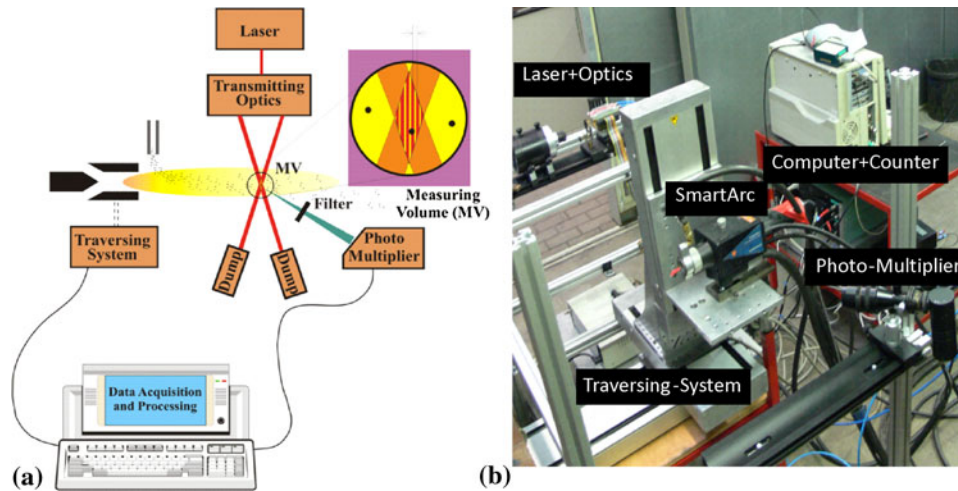 Laser
Transmitting
Optics
MV
Measuring
Volume (MV)
Filter
Photo
Multiplier
Traversing
System
Dump
Dump
Data Acquisition
and Processing
(a)
Laser+Optics
Computer+Counter
SmartArc
Photo-Multiplier
Traversing-System
(b)